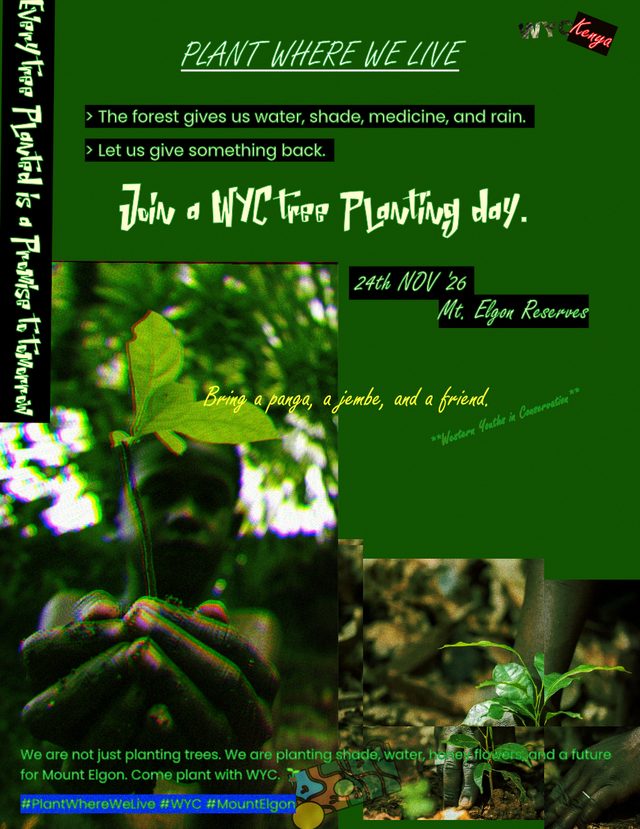 WYC Kenya
PLANT WHERE WE LIVE
> The forest gives us water, shade, medicine, and rain.
> Let us give something back.
Join a WYC tree Planting day.
Every tree Planted is a Promise to tomorrow
24th NOV '26
Mt. Elgon Reserves
Bring a panga, a jembe, and a friend.
**Western Youths in Conservation**
We are not just planting trees. We are planting shade, water, honey, flowers, and a future
for Mount Elgon. Come plant with WYC. 🌱
#PlantWhereWeLive #WYC #MountElgon